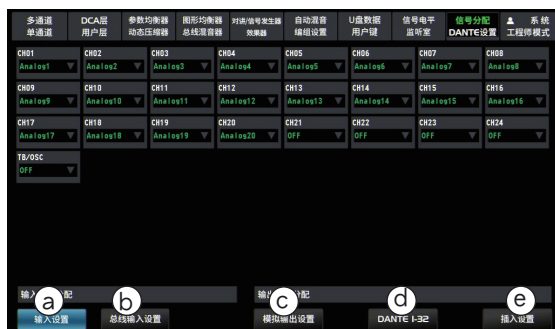 多通道 DCA层 参数均衡器 图形均衡器 对讲/信号发生器 自动混音 U盘数据 信号电平 信号分配 系统
单通道 用户层 动态压缩器 总线混音器 效果器 编组设置 用户键 监听室 DANTE设置 工程师模式
CH01 CH02 CH03 CH04 CH05 CH06 CH07 CH08
Analog1 Analog2 Analog3 Analog4 Analog5 Analog6 Analog7 Analog8
CH09 CH10 CH11 CH12 CH13 CH14 CH15 CH16
Analog9 Analog10 Analog11 Analog12 Analog13 Analog14 Analog15 Analog16
CH17 CH18 CH19 CH20 CH21 CH22 CH23 CH24
Analog17 Analog18 Analog19 Analog20 OFF OFF OFF OFF
TB/OSC
OFF
输入 配 输出 分配
a b c d e
输入设置 总线输入设置 模拟输出设置 DANTE 1-32 插入设置